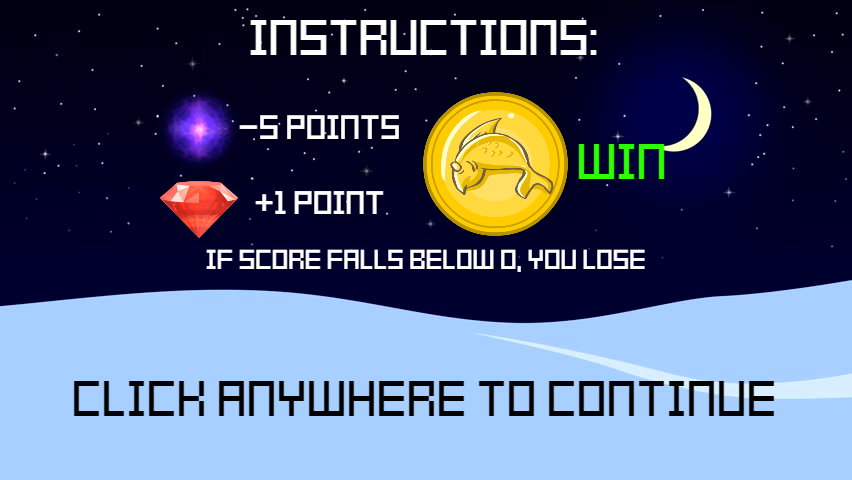 INSTRUCTIONS:
-5 POINTS
WIN
+1 POINT
IF SCORE FALLS BELOW 0, YOU LOSE
CLICK ANYWHERE TO CONTINUE